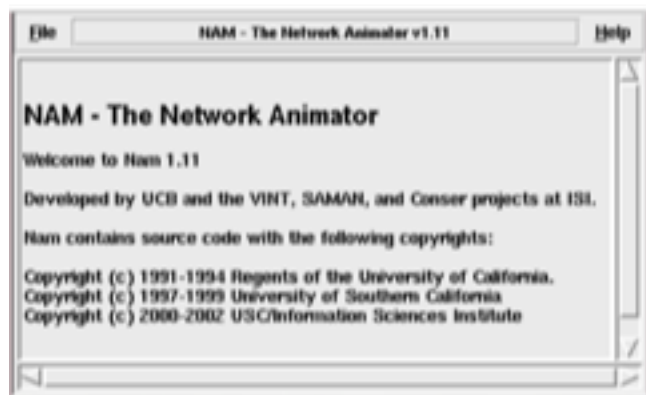 File NAM - The Network Animator v1.11 Help
NAM - The Network Animator
Welcome to Nam 1.11
Developed by UCB and the VINT, SAMAN, and Conser projects at ISI.
Nam contains source code with the following copyrights:
Copyright (c) 1991-1994 Regents of the University of California.
Copyright (c) 1997-1999 University of Southern California
Copyright (c) 2000-2002 USC/Information Sciences Institute